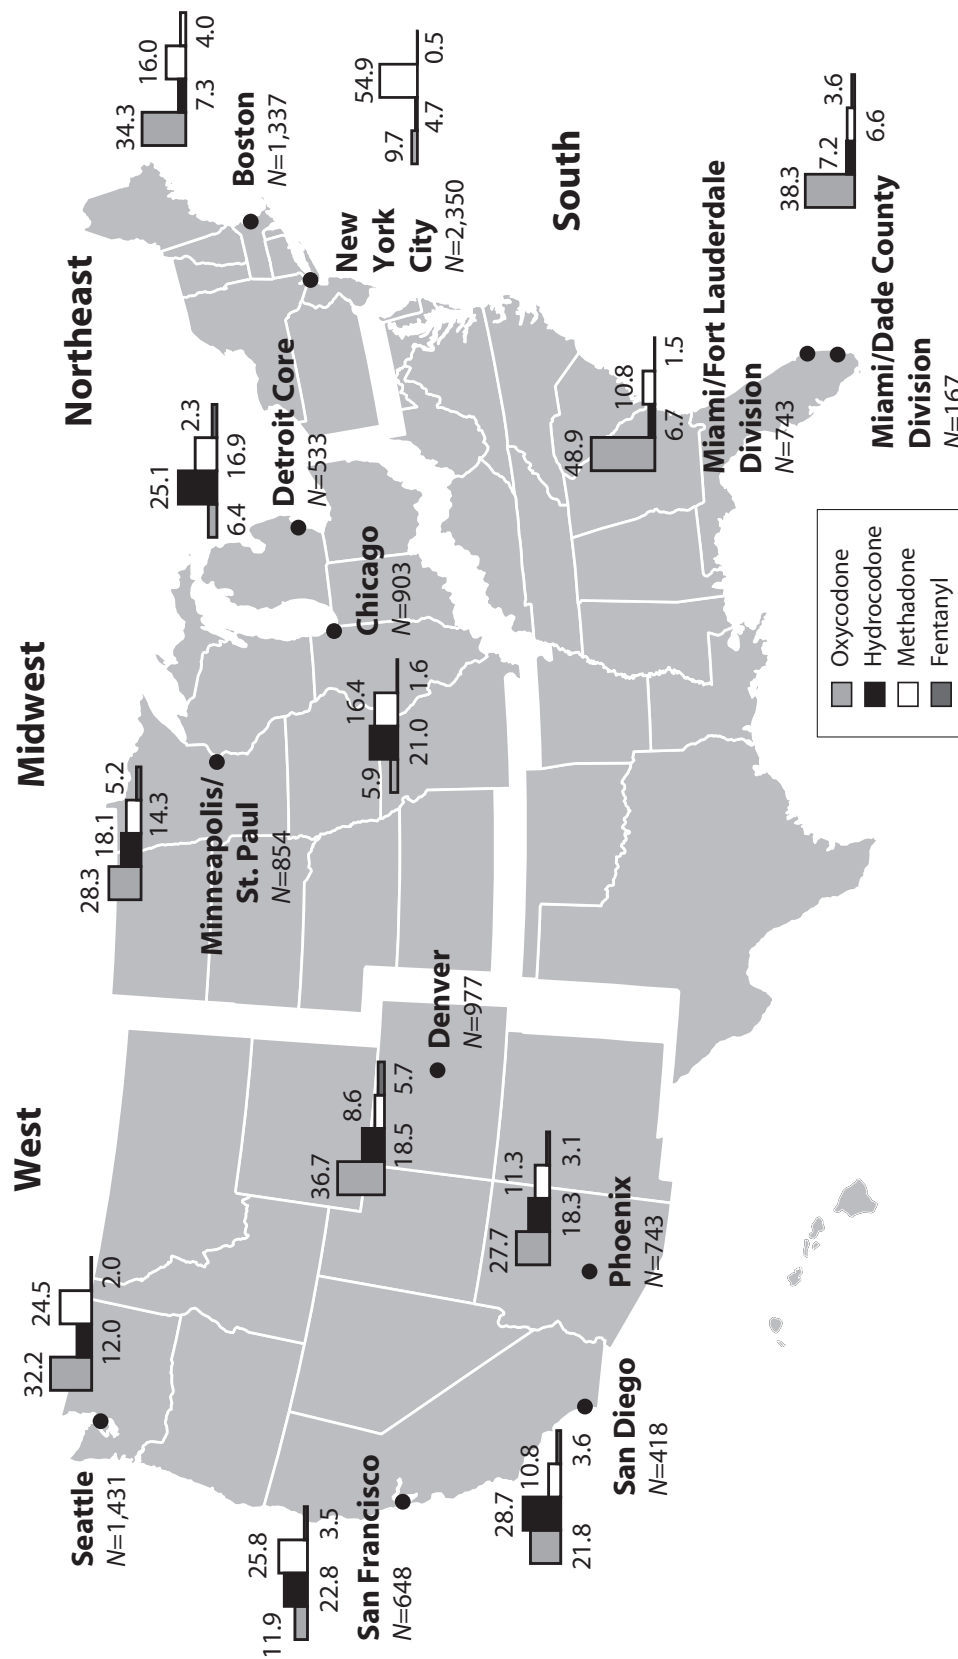 West
Midwest
Northeast
South
32.2
24.5
12.0
2.0
Seattle
N=1,431
11.9
25.8
22.8
3.5
San Francisco
N=648
28.7
10.8
21.8
3.6
San Diego
N=418
27.7
11.3
18.3
3.1
Phoenix
N=743
36.7
8.6
18.5
5.7
Denver
N=977
28.3
18.1
5.2
14.3
Minneapolis/
St. Paul
N=854
5.9
16.4
21.0
1.6
Chicago
N=903
25.1
2.3
6.4
16.9
Detroit Core
N=533
34.3
16.0
7.3
4.0
Boston
N=1,337
9.7
54.9
4.7
0.5
New
York
City
N=2,350
48.9
10.8
6.7
1.5
Miami/Fort Lauderdale
Division
N=743
38.3
7.2
3.6
6.6
Miami/Dade County
Division
N=167
Oxycodone
Hydrocodone
Methadone
Fentanyl